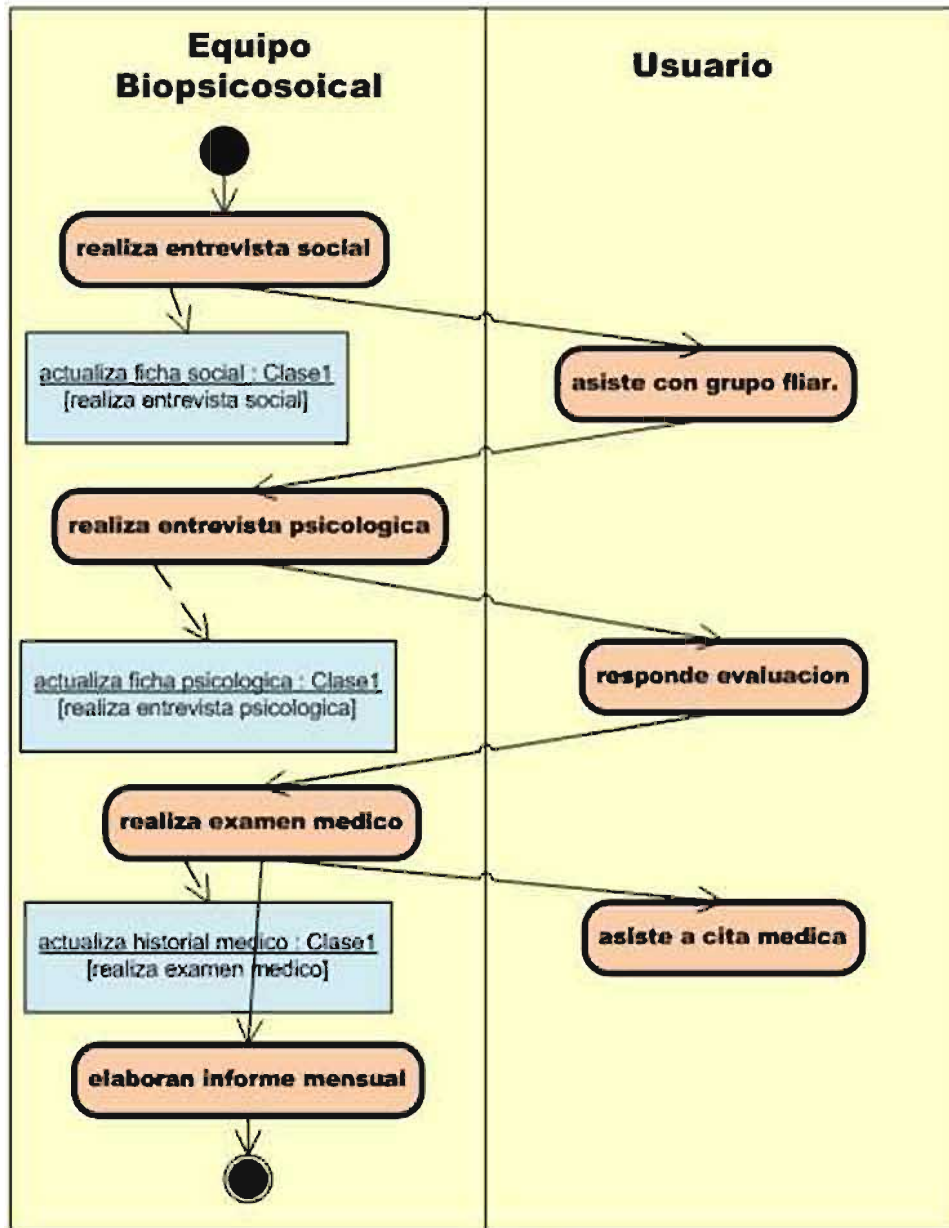 Equipo
Biopsicosoical
Usuario
realiza entrevista social
actualiza ficha social : Clase1
[realiza entrevista social]
asiste con grupo fliar.
realiza entrevista psicologica
actualiza ficha psicologica : Clase1
[realiza entrevista psicologica]
responde evaluacion
realiza examen medico
actualiza historial medico : Clase1
[realiza examen medico]
asiste a cita medica
elaboran informe mensual